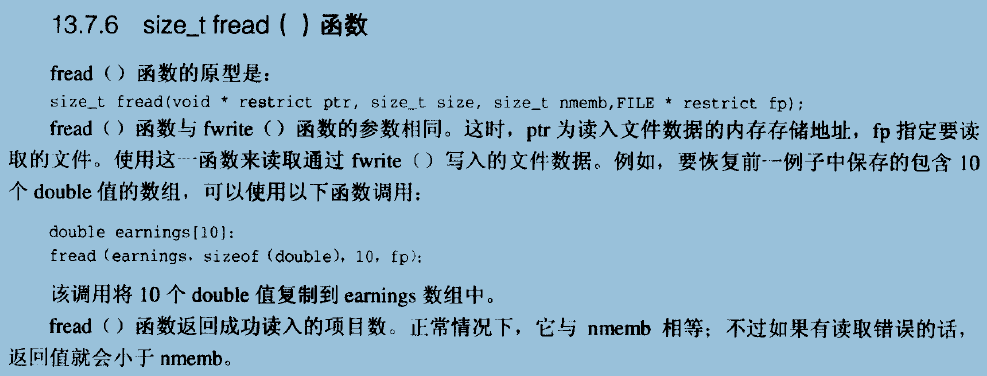 13.7.6 size_t fread（ ）函数
fread（）函数的原型是：
size_t fread(void * restrict ptr, size_t size, size_t nmemb,FILE * restrict fp);
fread（）函数与 fwrite（）函数的参数相同。这时，ptr 为读入文件数据的内存存储地址，fp 指定要读
取的文件。使用这一函数来读取通过 fwrite（）写入的文件数据。例如，要恢复前一例子中保存的包含 10
个 double 值的数组，可以使用以下函数调用：
double earnings[10];
fread（earnings，sizeof（double），10，fp）;
该调用将 10 个 double 值复制到 earnings 数组中。
fread（）函数返回成功读入的项目数。正常情况下，它与 nmemb 相等；不过如果有读取错误的话，
返回值就会小于 nmemb。